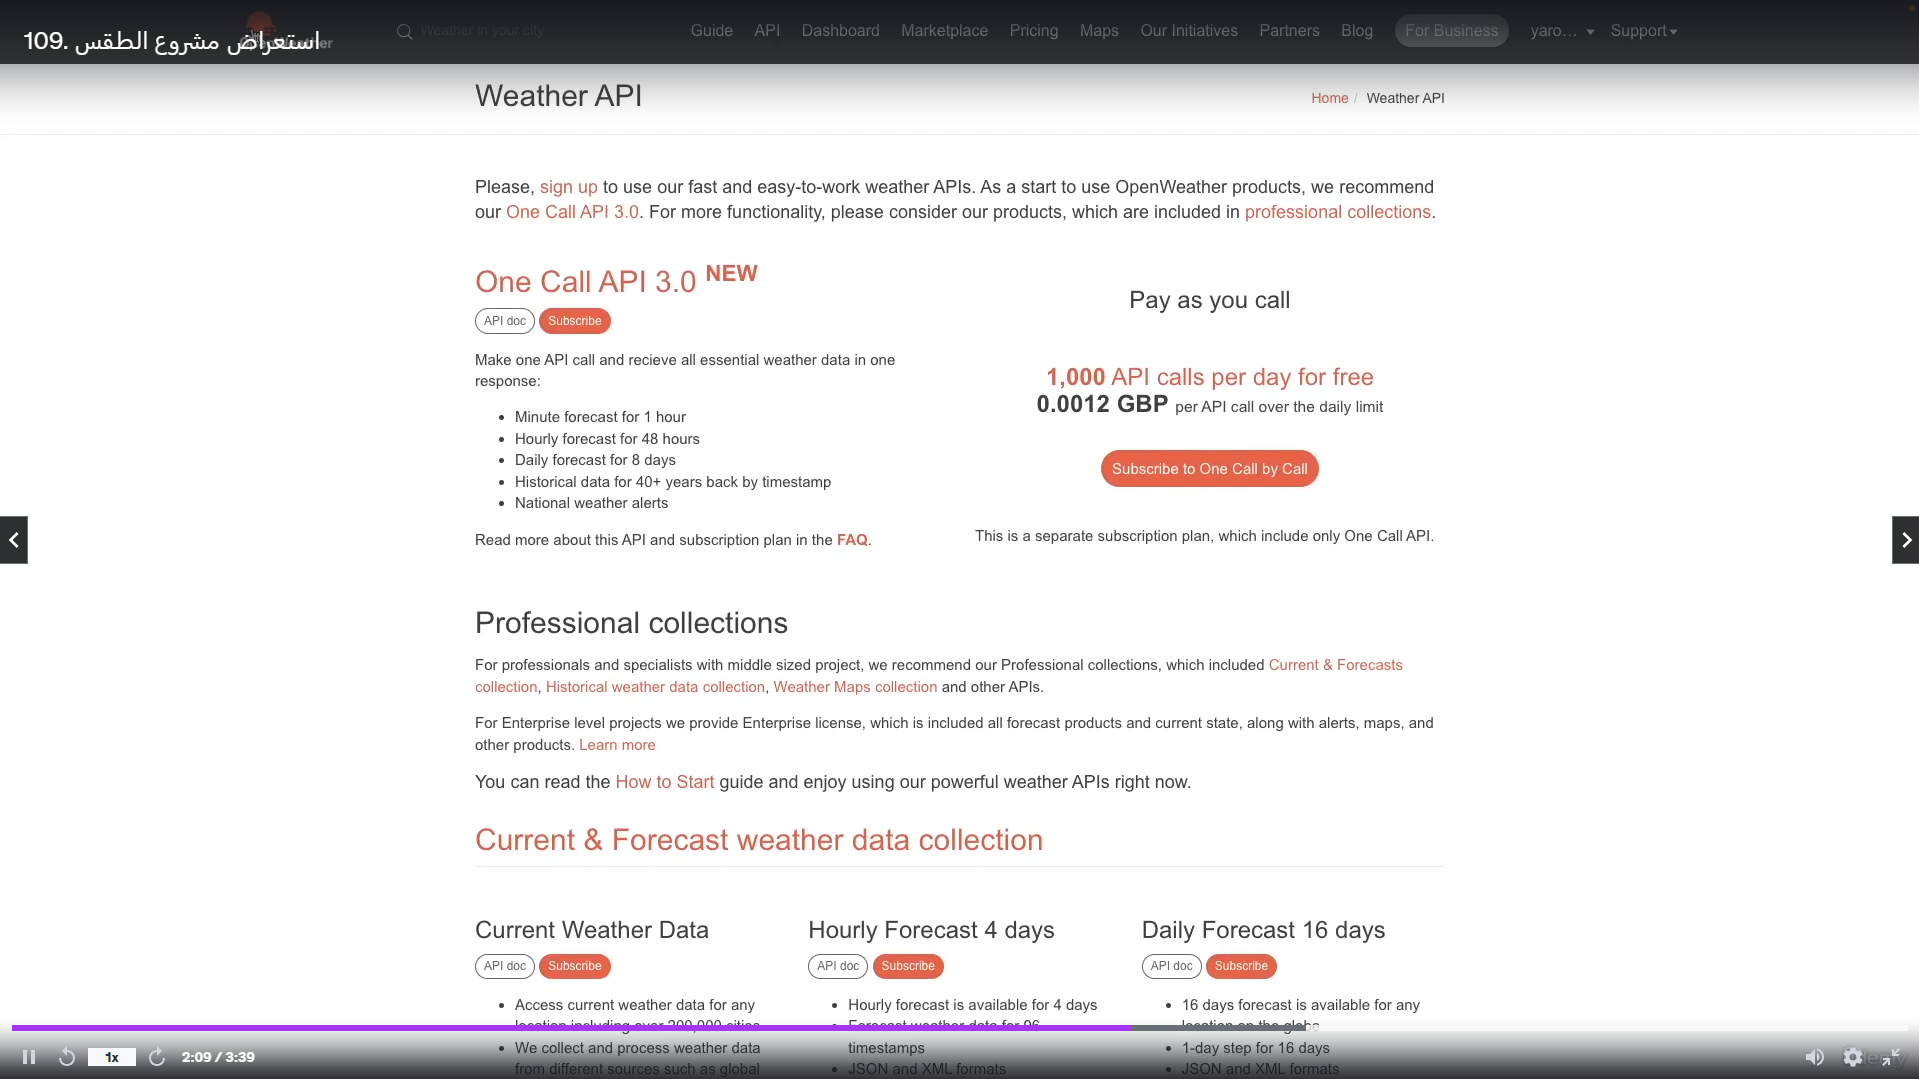 109. استعراض مشروع الطقس
Weather in your city
Guide
API
Dashboard
Marketplace
Pricing
Maps
Our Initiatives
Partners
Blog
For Business
yaro...
Support
Weather API
Home / Weather API
Please, sign up to use our fast and easy-to-work weather APIs. As a start to use OpenWeather products, we recommend
our One Call API 3.0. For more functionality, please consider our products, which are included in professional collections.
One Call API 3.0 NEW
API doc
Subscribe
Make one API call and recieve all essential weather data in one
response:
• Minute forecast for 1 hour
• Hourly forecast for 48 hours
• Daily forecast for 8 days
• Historical data for 40+ years back by timestamp
• National weather alerts
Read more about this API and subscription plan in the FAQ.
Pay as you call
1,000 API calls per day for free
0.0012 GBP per API call over the daily limit
Subscribe to One Call by Call
This is a separate subscription plan, which include only One Call API.
Professional collections
For professionals and specialists with middle sized project, we recommend our Professional collections, which included Current & Forecasts
collection, Historical weather data collection, Weather Maps collection and other APIs.
For Enterprise level projects we provide Enterprise license, which is included all forecast products and current state, along with alerts, maps, and
other products. Learn more
You can read the How to Start guide and enjoy using our powerful weather APIs right now.
Current & Forecast weather data collection
Current Weather Data
API doc
Subscribe
• Access current weather data for any
location including over 200,000 cities
• We collect and process weather data
from different sources such as global
Hourly Forecast 4 days
API doc
Subscribe
• Hourly forecast is available for 4 days
• Forecast weather data for 96
timestamps
• JSON and XML formats
Daily Forecast 16 days
API doc
Subscribe
• 16 days forecast is available for any
location on the globe
• 1-day step for 16 days
• JSON and XML formats
1x
2:09 / 3:39